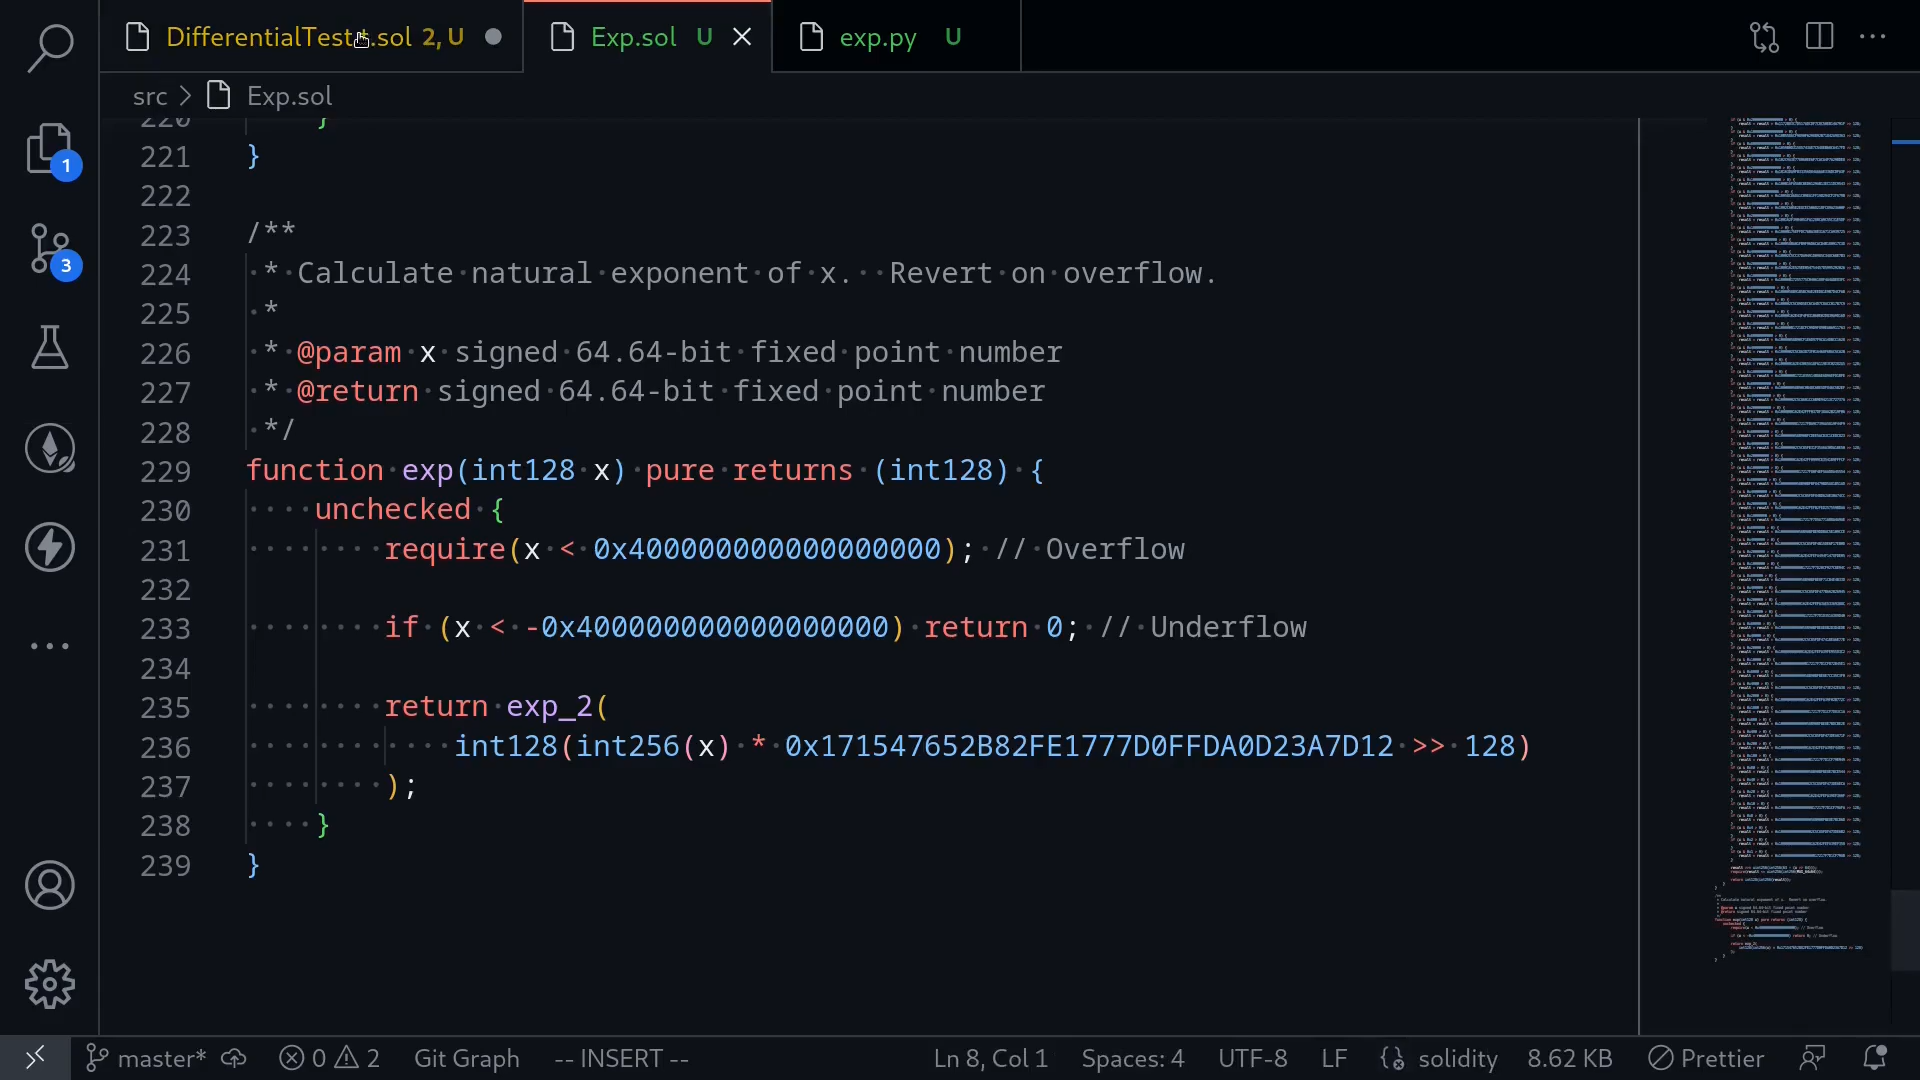 DifferentialTest .sol 2, U
Exp.sol U
exp.py U
src > Exp.sol
220 }
221 }
222
223 /**
224 * Calculate natural exponent of x.  Revert on overflow.
225 *
226 * @param x signed 64.64-bit fixed point number
227 * @return signed 64.64-bit fixed point number
228 */
229 function exp(int128 x) pure returns (int128) {
230 unchecked {
231 require(x < 0x400000000000000000); // Overflow
232
233 if (x < -0x400000000000000000) return 0; // Underflow
234
235 return exp_2(
236 int128(int256(x) * 0x171547652B82FE1777D0FFDA0D23A7D12 >> 128)
237 );
238 }
239 }
1
3
master* 0 2 Git Graph -- INSERT -- Ln 8, Col 1 Spaces: 4 UTF-8 LF solidity 8.62 KB Prettier